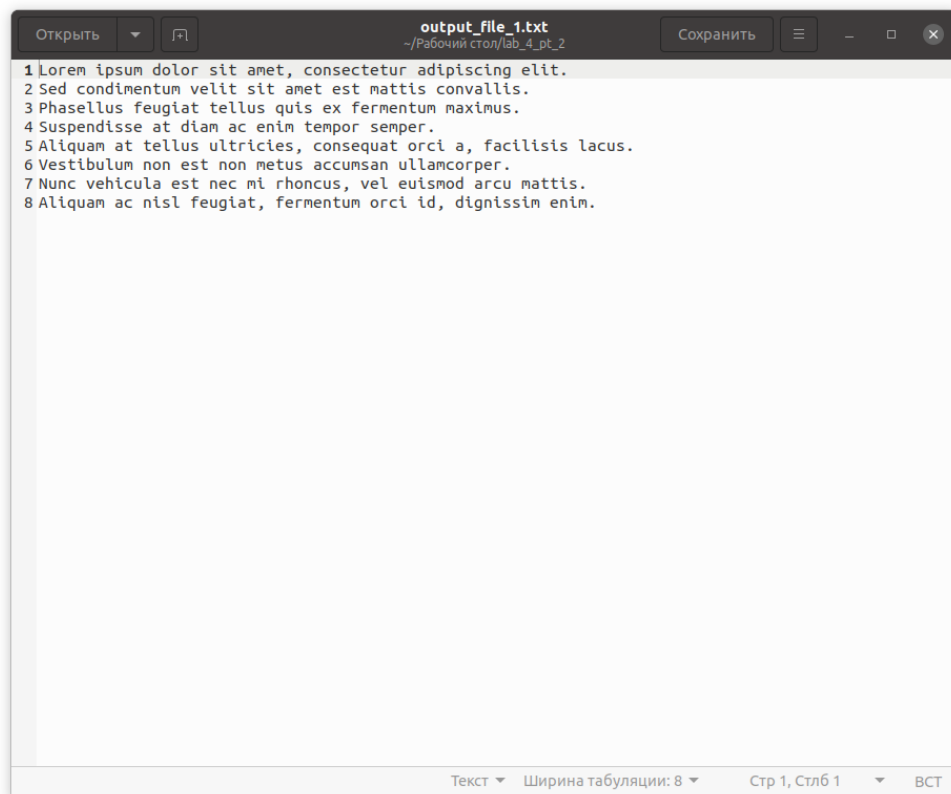 Открыть
output_file_1.txt
~/Рабочий стол/lab_4_pt_2
Сохранить
1 Lorem ipsum dolor sit amet, consectetur adipiscing elit.
2 Sed condimentum velit sit amet est mattis convallis.
3 Phasellus feugiat tellus quis ex fermentum maximus.
4 Suspendisse at diam ac enim tempor semper.
5 Aliquam at tellus ultricies, consequat orci a, facilisis lacus.
6 Vestibulum non est non metus accumsan ullamcorper.
7 Nunc vehicula est nec mi rhoncus, vel euismod arcu mattis.
8 Aliquam ac nisl feugiat, fermentum orci id, dignissim enim.
Текст Ширина табуляции: 8 Стр 1, Стлб 1 ВСТ